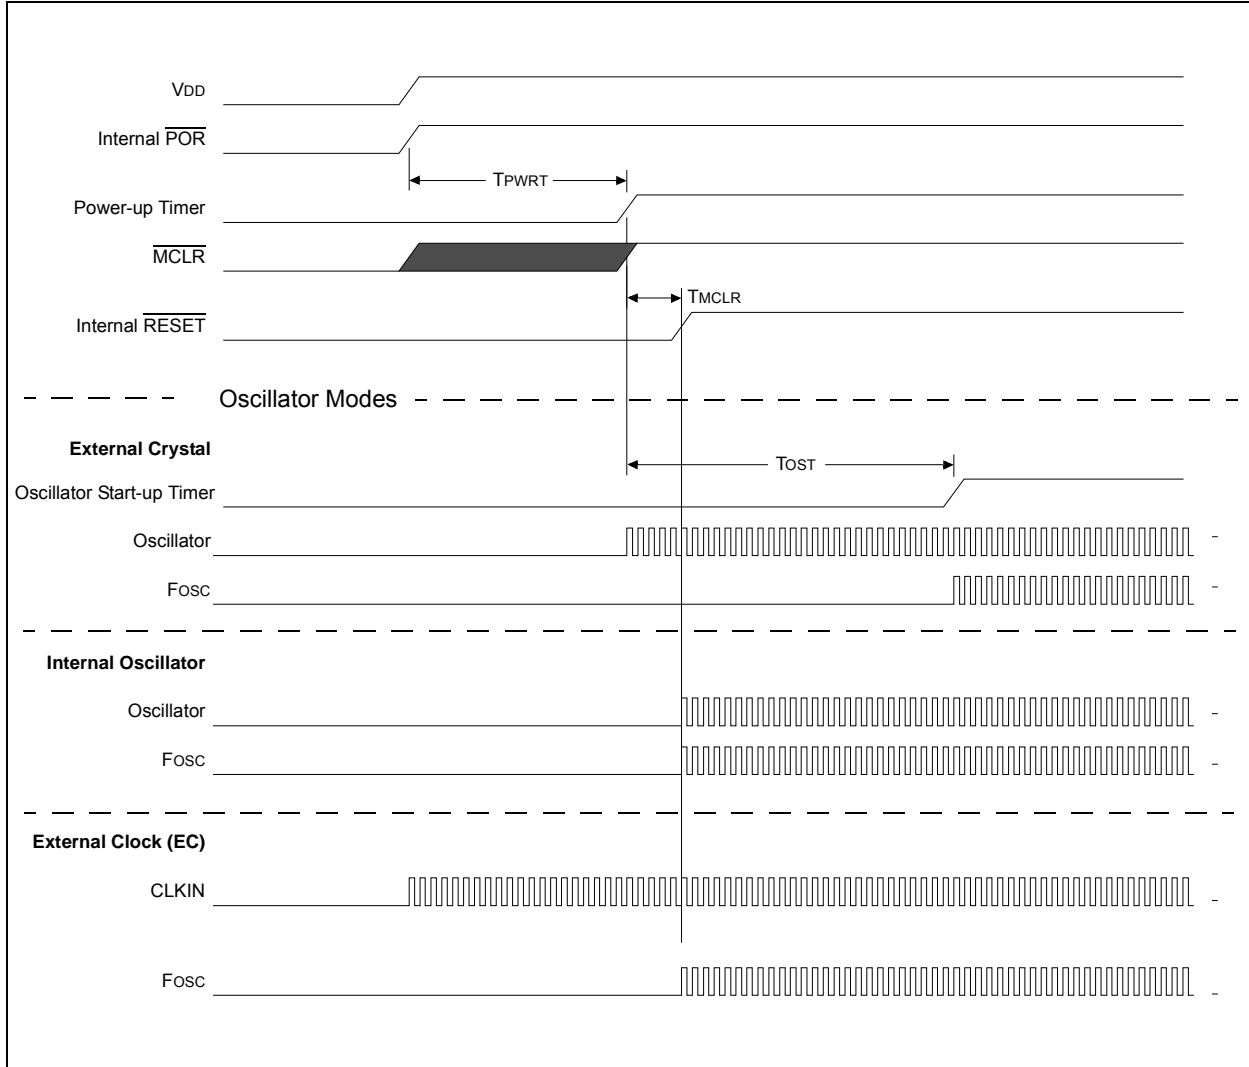 VDD
Internal POR
TPWRT
Power-up Timer
MCLR
TMCLR
Internal RESET
Oscillator Modes
External Crystal
TOST
Oscillator Start-up Timer
Oscillator
FOSC
Internal Oscillator
Oscillator
FOSC
External Clock (EC)
CLKIN
FOSC